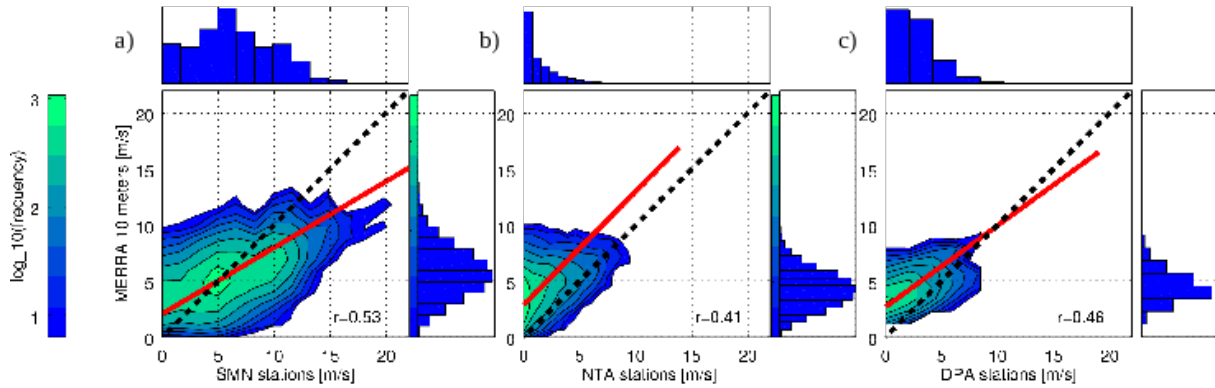 a)
b)
c)
3
2
1
log_10(frecuency)
MERRA 10 meters [m/s]
20
15
10
5
0
20
15
10
5
0
20
15
10
5
0
r=0.53
r=0.41
r=0.46
0 5 10 15 20
0 5 10 15 20
0 5 10 15 20
SMN stations [m/s]
NTA stations [m/s]
DPA stations [m/s]